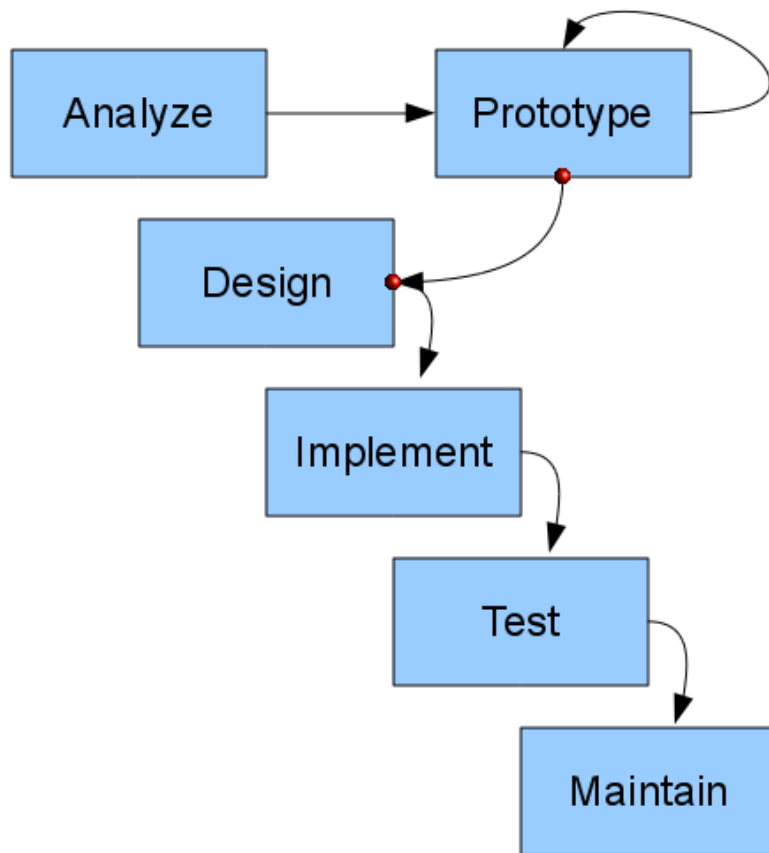 Analyze
Prototype
Design
Implement
Test
Maintain